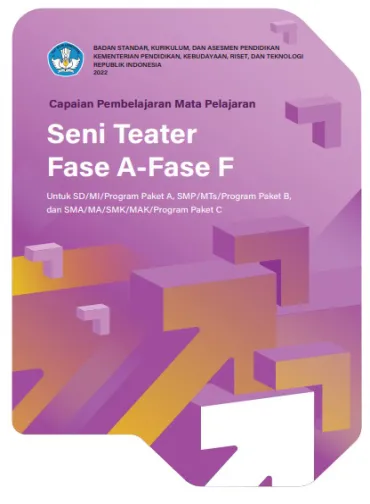 BADAN STANDAR, KURIKULUM, DAN ASESMEN PENDIDIKAN
KEMENTERIAN PENDIDIKAN, KEBUDAYAAN, RISET, DAN TEKNOLOGI
REPUBLIK INDONESIA
2022
Capaian Pembelajaran Mata Pelajaran
Seni Teater
Fase A-Fase F
Untuk SD/MI/Program Paket A, SMP/MTs/Program Paket B,
dan SMA/MA/SMK/MAK/Program Paket C